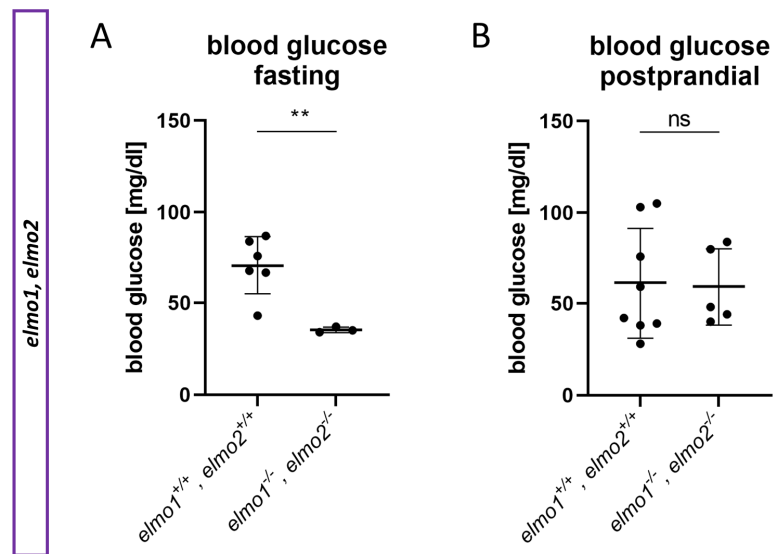 elmo1, elmo2
A
blood glucose
fasting
blood glucose [mg/dl]
150
100
50
0
**
elmo1+/+, elmo2+/+
elmo1-/-, elmo2-/-
B
blood glucose
postprandial
blood glucose [mg/dl]
150
100
50
0
ns
elmo1+/+, elmo2+/+
elmo1-/-, elmo2-/-